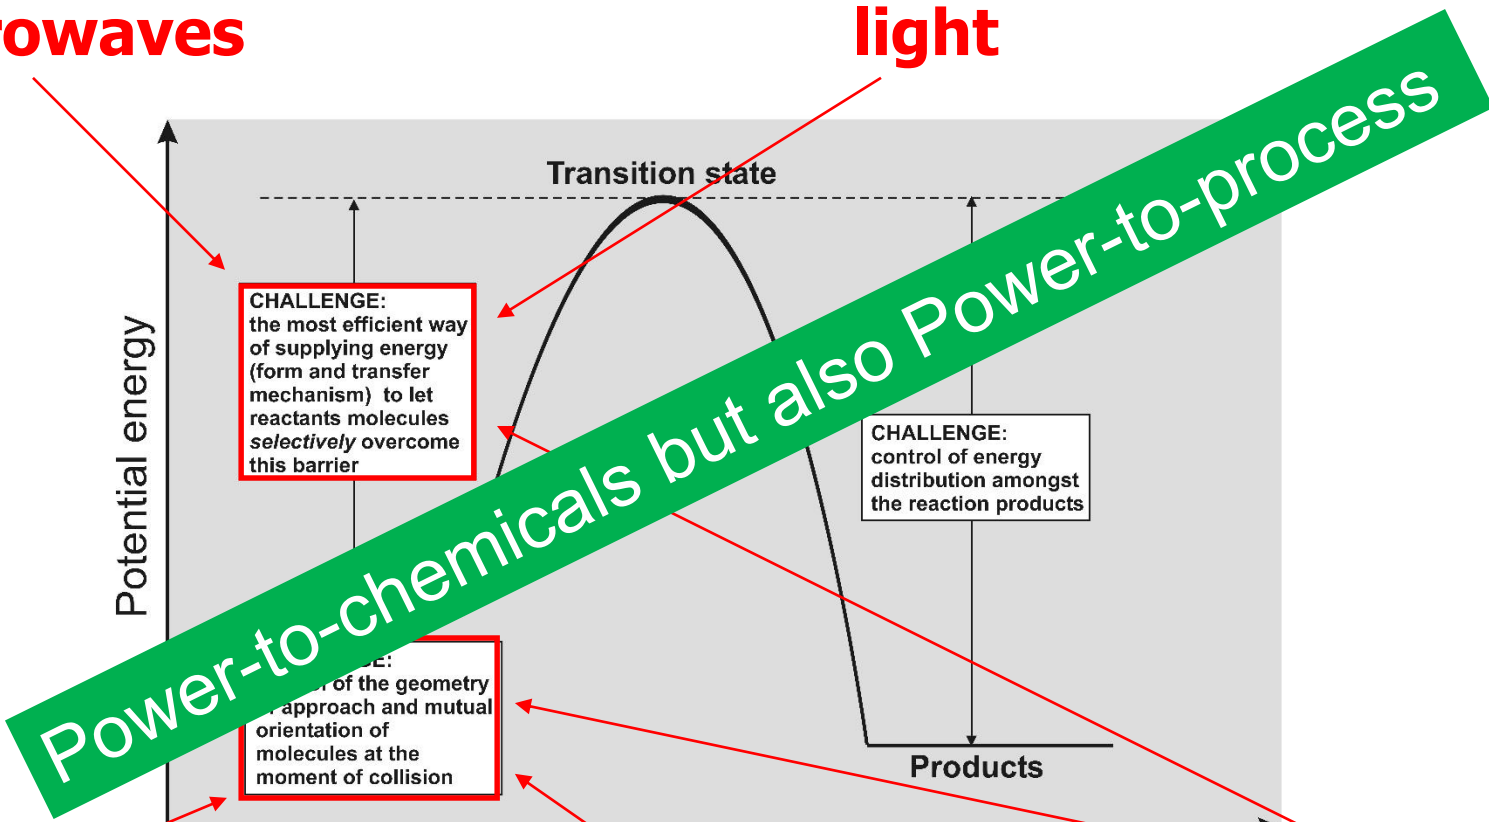 rowaves
light
Transition state
CHALLENGE:
the most efficient way
of supplying energy
(form and transfer
mechanism) to let
reactants molecules
selectively overcome
this barrier
Potential energy
Power-to-chemicals but also Power-to-process
CHALLENGE:
control of energy
distribution amongst
the reaction products
of the geometry
approach and mutual
orientation of
molecules at the
moment of collision
Products